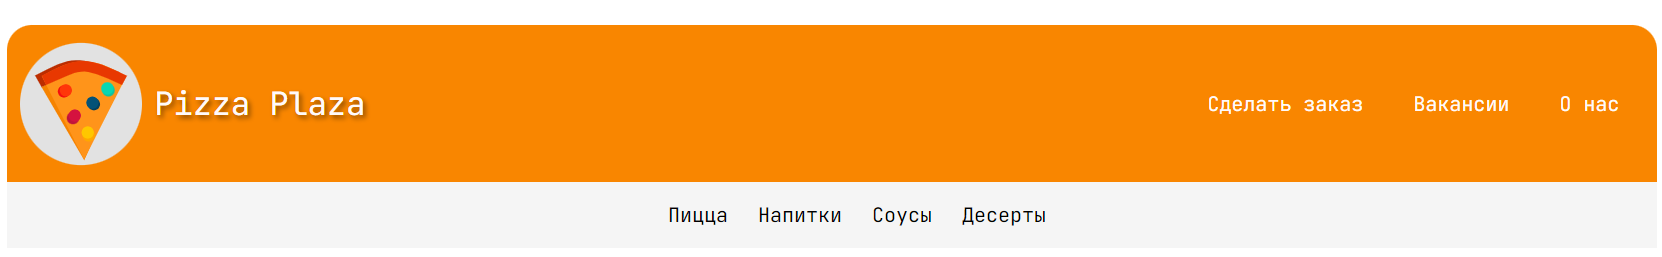 Pizza Plaza Сделать заказ Вакансии О нас
Пицца Напитки Соусы Десерты